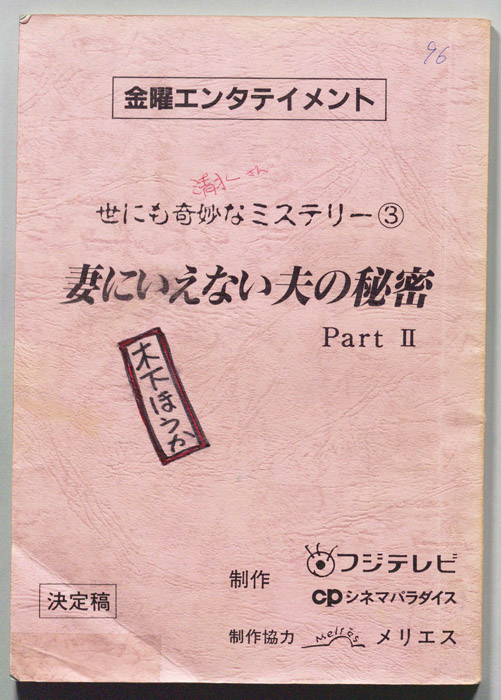 96
金曜エンタテイメント
清水さん
世にも奇妙なミステリー③
妻にいえない夫の秘密
Part Ⅱ
木下ほうか
決定稿
制作 フジテレビ
cp シネマパラダイス
制作協力 Melrès メリエス